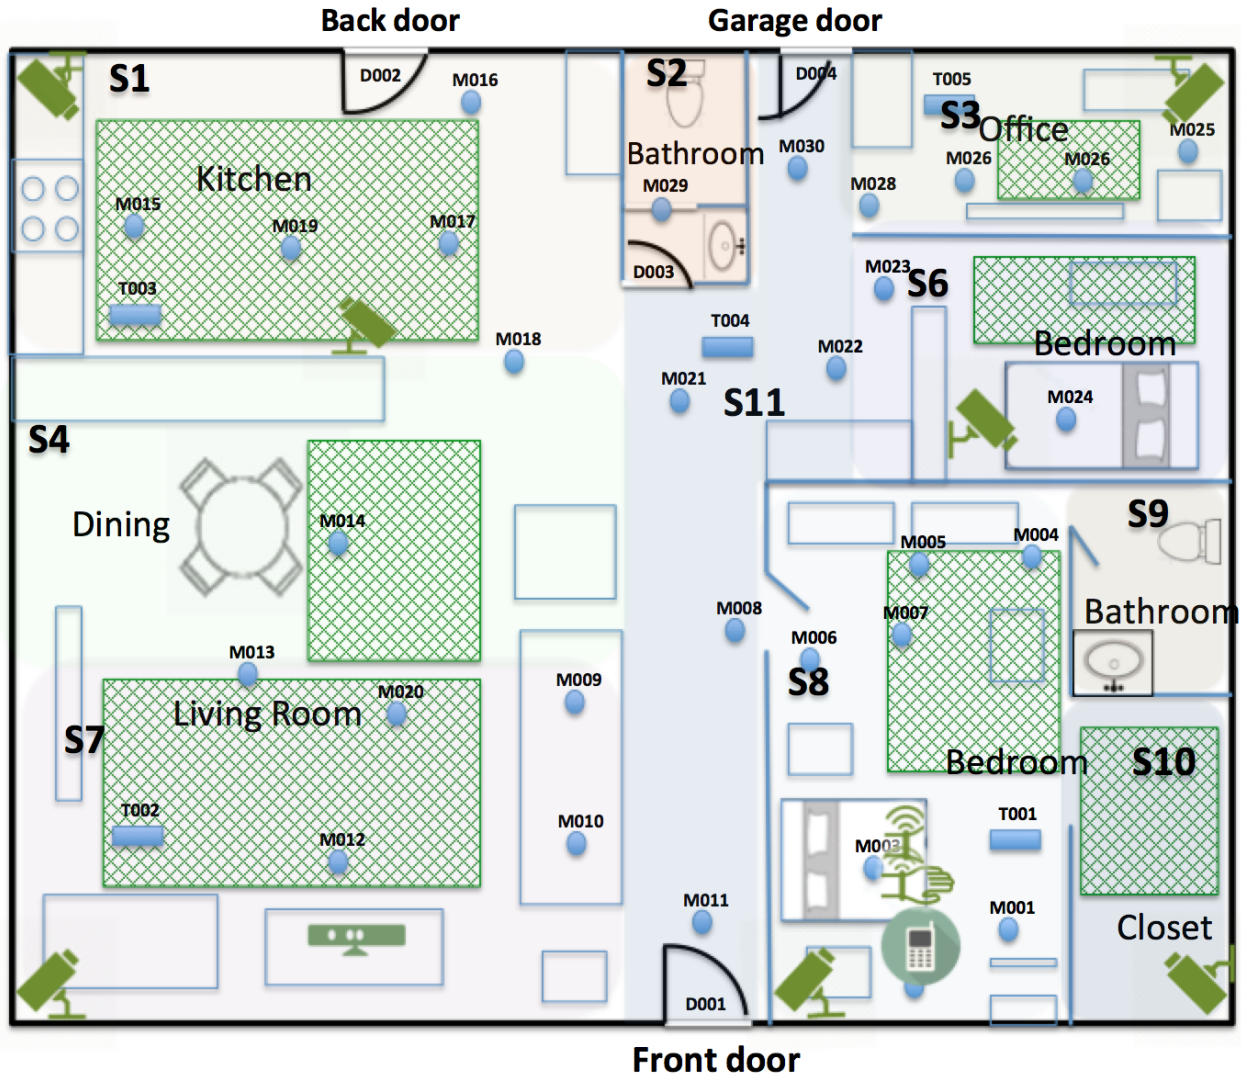 Back door
Garage door
S1
D002
M016
S2
D004
T005
S3
Office
M025
Kitchen
Bathroom
M030
M026
M026
M029
M028
M015
M019
M017
D003
M023
S6
T003
T004
M018
M022
Bedroom
M021
S11
M024
S4
Dining
M014
S9
M005
M004
M008
M007
Bathroom
M006
M013
M020
M009
S8
Living Room
S7
Bedroom
S10
T002
M012
M010
T001
M003
M011
M001
Closet
D001
Front door